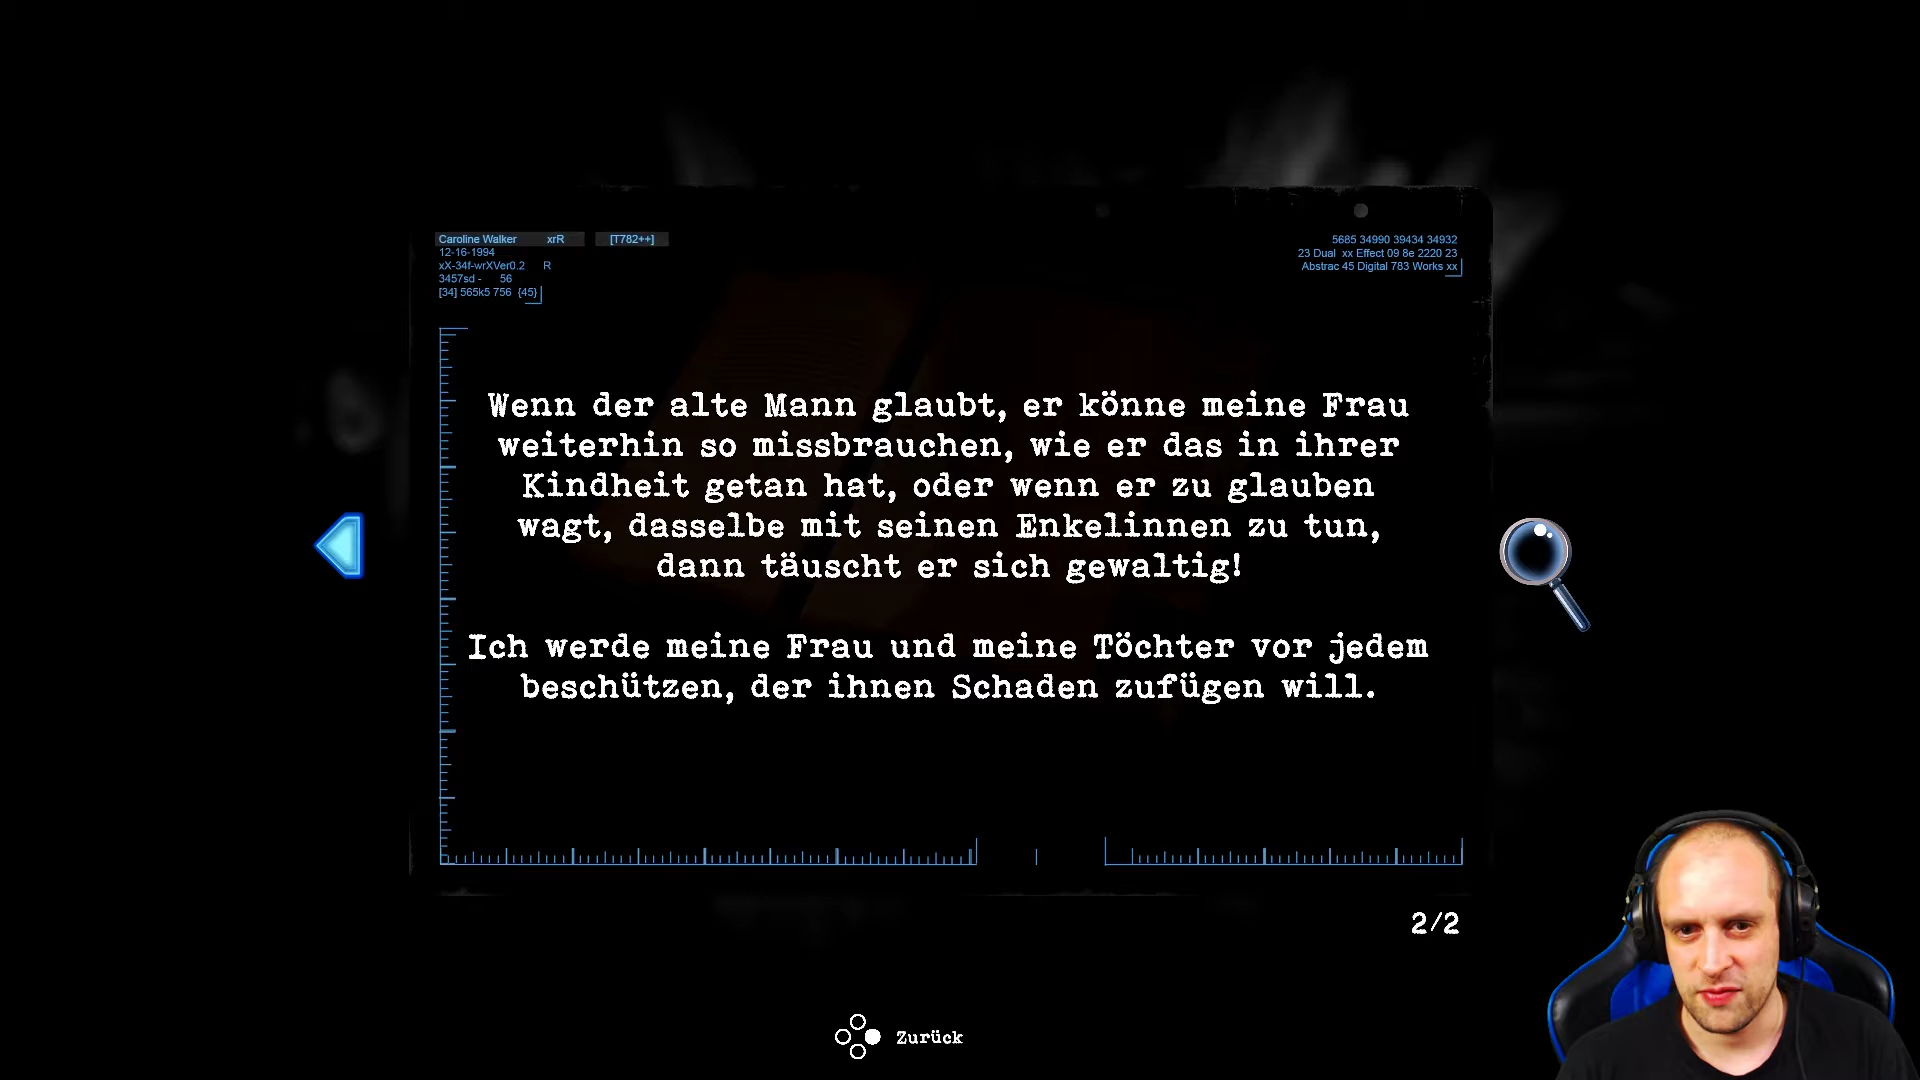 Caroline Walker xrR [T782++]
12-16-1994
xX-34f-wrXVer0.2 R
3457sd - 56
[34] 565k5 756 {45}
5685 34990 39434 34932
23 Dual xx Effect 09 8e 2220 23
Abstrac 45 Digital 783 Works xx
Wenn der alte Mann glaubt, er könne meine Frau
weiterhin so missbrauchen, wie er das in ihrer
Kindheit getan hat, oder wenn er zu glauben
wagt, dasselbe mit seinen Enkelinnen zu tun,
dann täuscht er sich gewaltig!
Ich werde meine Frau und meine Töchter vor jedem
beschützen, der ihnen Schaden zufügen will.
2/2
Zurück